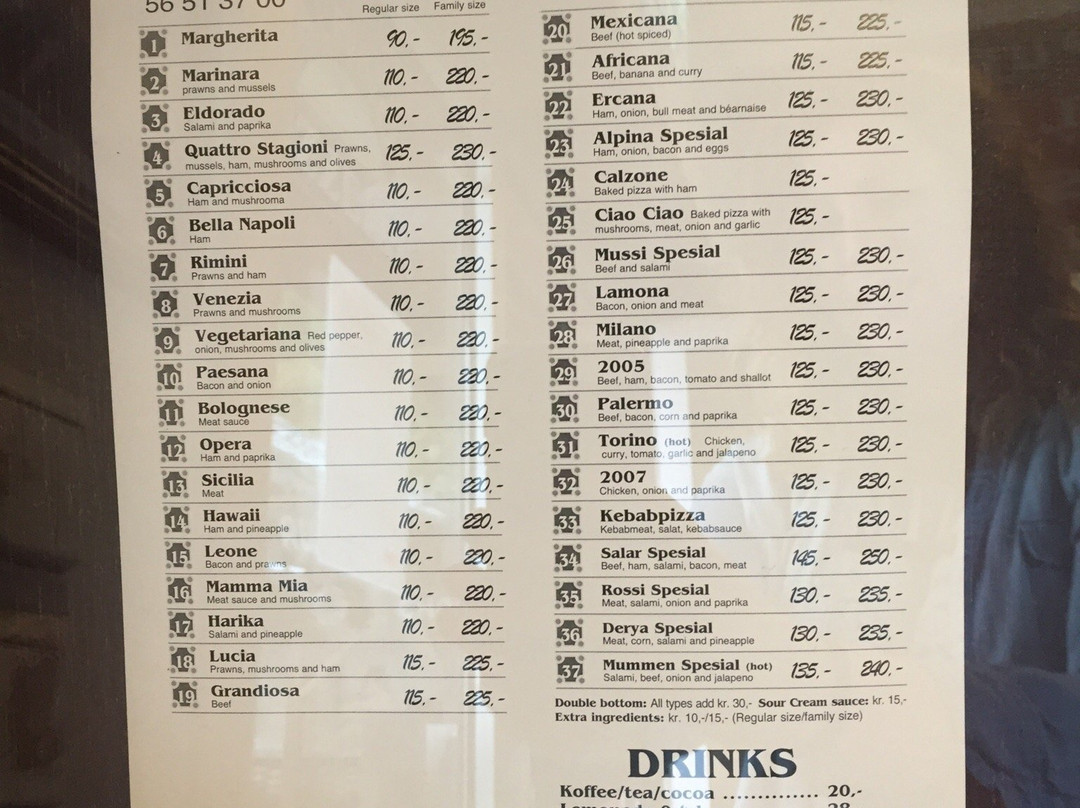 56 51 37 00
Regular size Family size
1 Margherita 90,- 195,-
2 Marinara 110,- 220,-
prawns and mussels
3 Eldorado 110,- 220,-
Salami and paprika
4 Quattro Stagioni Prawns, 125,- 230,-
mussels, ham, mushrooms and olives
5 Capricciosa 110,- 220,-
Ham and mushrooma
6 Bella Napoli 110,- 220,-
Ham
7 Rimini 110,- 220,-
Prawns and ham
8 Venezia 110,- 220,-
Prawns and mushrooms
9 Vegetariana Red pepper, 110,- 220,-
onion, mushrooms and olives
10 Paesana 110,- 220,-
Bacon and onion
11 Bolognese 110,- 220,-
Meat sauce
12 Opera 110,- 220,-
Ham and paprika
13 Sicilia 110,- 220,-
Meat
14 Hawaii 110,- 220,-
Ham and pineapple
15 Leone 110,- 220,-
Bacon and prawns
16 Mamma Mia 110,- 220,-
Meat sauce and mushrooms
17 Harika 110,- 220,-
Salami and pineapple
18 Lucia 115,- 225,-
Prawns, mushrooms and ham
19 Grandiosa 115,- 225,-
Beef
20 Mexicana 115,- 225,-
Beef (hot spiced)
21 Africana 115,- 225,-
Beef, banana and curry
22 Ercana 125,- 230,-
Ham, onion, bull meat and béarnaise
23 Alpina Spesial 125,- 230,-
Ham, onion, bacon and eggs
24 Calzone 125,-
Baked pizza with ham
25 Ciao Ciao Baked pizza with 125,-
mushrooms, meat, onion and garlic
26 Mussi Spesial 125,- 230,-
Beef and salami
27 Lamona 125,- 230,-
Bacon, onion and meat
28 Milano 125,- 230,-
Meat, pineapple and paprika
29 2005 125,- 230,-
Beef, ham, bacon, tomato and shallot
30 Palermo 125,- 230,-
Beef, bacon, corn and paprika
31 Torino (hot) Chicken, 125,- 230,-
curry, tomato, garlic and jalapeno
32 2007 125,- 230,-
Chicken, onion and paprika
33 Kebabpizza 125,- 230,-
Kebabmeat, salat, kebabsauce
34 Salar Spesial 145,- 250,-
Beef, ham, salami, bacon, meat
35 Rossi Spesial 130,- 235,-
Meat, salami, onion and paprika
36 Derya Spesial 130,- 235,-
Meat, corn, salami and pineapple
37 Mummen Spesial (hot) 135,- 240,-
Salami, beef, onion and jalapeno
Double bottom: All types add kr. 30,- Sour Cream sauce: kr. 15,-
Extra ingredients: kr. 10,-/15,- (Regular size/family size)
DRINKS
Koffee/tea/cocoa .............. 20,-